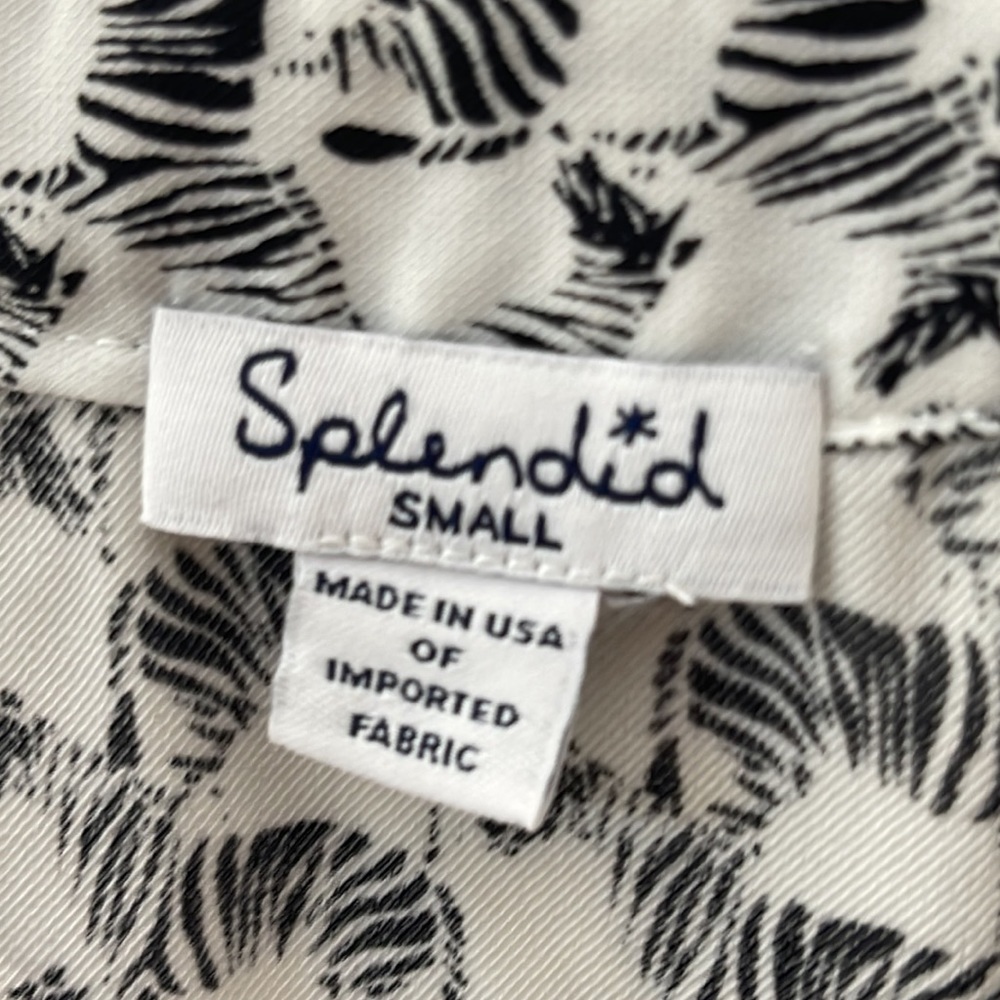 Splendid
SMALL
MADE IN USA
OF
IMPORTED
FABRIC